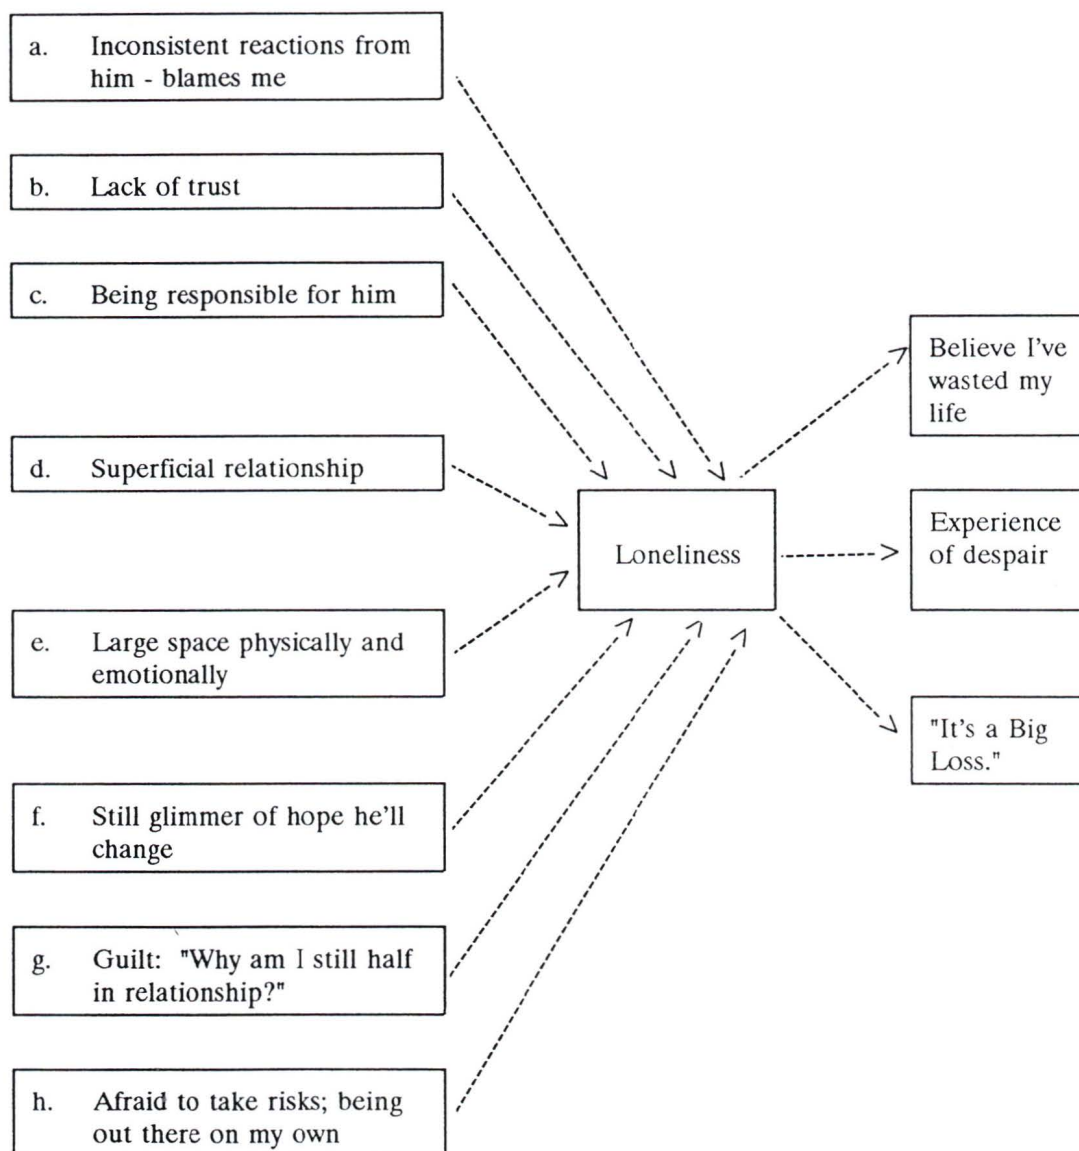 a. Inconsistent reactions from
him - blames me
b. Lack of trust
c. Being responsible for him
d. Superficial relationship
e. Large space physically and
emotionally
f. Still glimmer of hope he'll
change
g. Guilt: "Why am I still half
in relationship?"
h. Afraid to take risks; being
out there on my own
Loneliness
Believe I've
wasted my
life
Experience
of despair
"It's a Big
Loss."